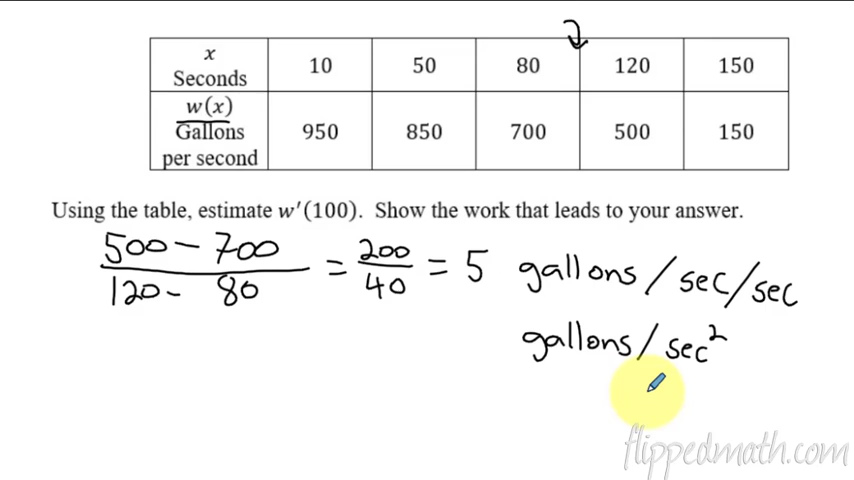 x Seconds 10 50 80 120 150
w(x) Gallons per second 950 850 700 500 150
Using the table, estimate w′(100). Show the work that leads to your answer.
500 − 700 / 120 − 80 = 200/40 = 5 gallons/sec/sec
gallons/sec²
flippedmath.com